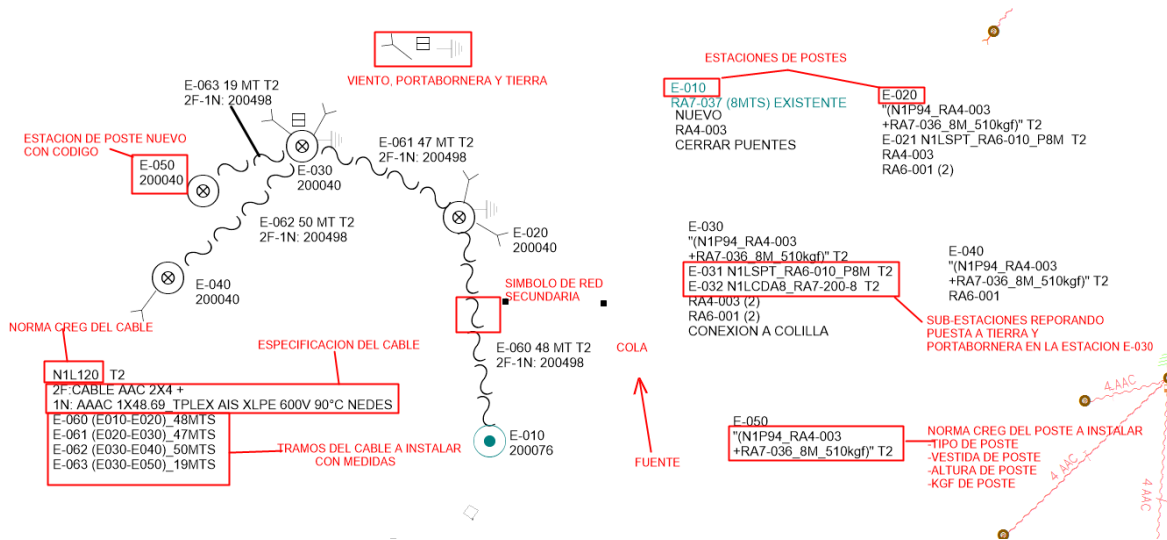 VIENTO, PORTABORNERA Y TIERRA
E-063 19 MT T2
2F-1N: 200498
ESTACION DE POSTE NUEVO
CON CODIGO
E-050
200040
E-030
200040
E-061 47 MT T2
2F-1N: 200498
E-062 50 MT T2
2F-1N: 200498
E-020
200040
E-040
200040
SIMBOLO DE RED
SECUNDARIA
NORMA CREG DEL CABLE
ESPECIFICACION DEL CABLE
E-060 48 MT T2
2F-1N: 200498
N1L120 T2
2F:CABLE AAC 2X4 +
1N: AAAC 1X48.69_TPLEX AIS XLPE 600V 90°C NEDES
E-060 (E010-E020)_48MTS
E-061 (E020-E030)_47MTS
E-062 (E030-E040)_50MTS
E-063 (E030-E050)_19MTS
TRAMOS DEL CABLE A INSTALAR
CON MEDIDAS
E-010
200076
COLA
FUENTE
ESTACIONES DE POSTES
E-010
RA7-037 (8MTS) EXISTENTE
NUEVO
RA4-003
CERRAR PUENTES
E-020
"(N1P94_RA4-003
+RA7-036_8M_510kgf)" T2
E-021 N1LSPT_RA6-010_P8M T2
RA4-003
RA6-001 (2)
E-030
"(N1P94_RA4-003
+RA7-036_8M_510kgf)" T2
E-031 N1LSPT_RA6-010_P8M T2
E-032 N1LCDA8_RA7-200-8 T2
RA4-003 (2)
RA6-001 (2)
CONEXION A COLILLA
E-040
"(N1P94_RA4-003
+RA7-036_8M_510kgf)" T2
RA6-001
SUB-ESTACIONES REPORANDO
PUESTA A TIERRA Y
PORTABORNERA EN LA ESTACION E-030
E-050
"(N1P94_RA4-003
+RA7-036_8M_510kgf)" T2
NORMA CREG DEL POSTE A INSTALAR
-TIPO DE POSTE
-VESTIDA DE POSTE
-ALTURA DE POSTE
-KGF DE POSTE
4 AAC
4 AAC
4 AAC